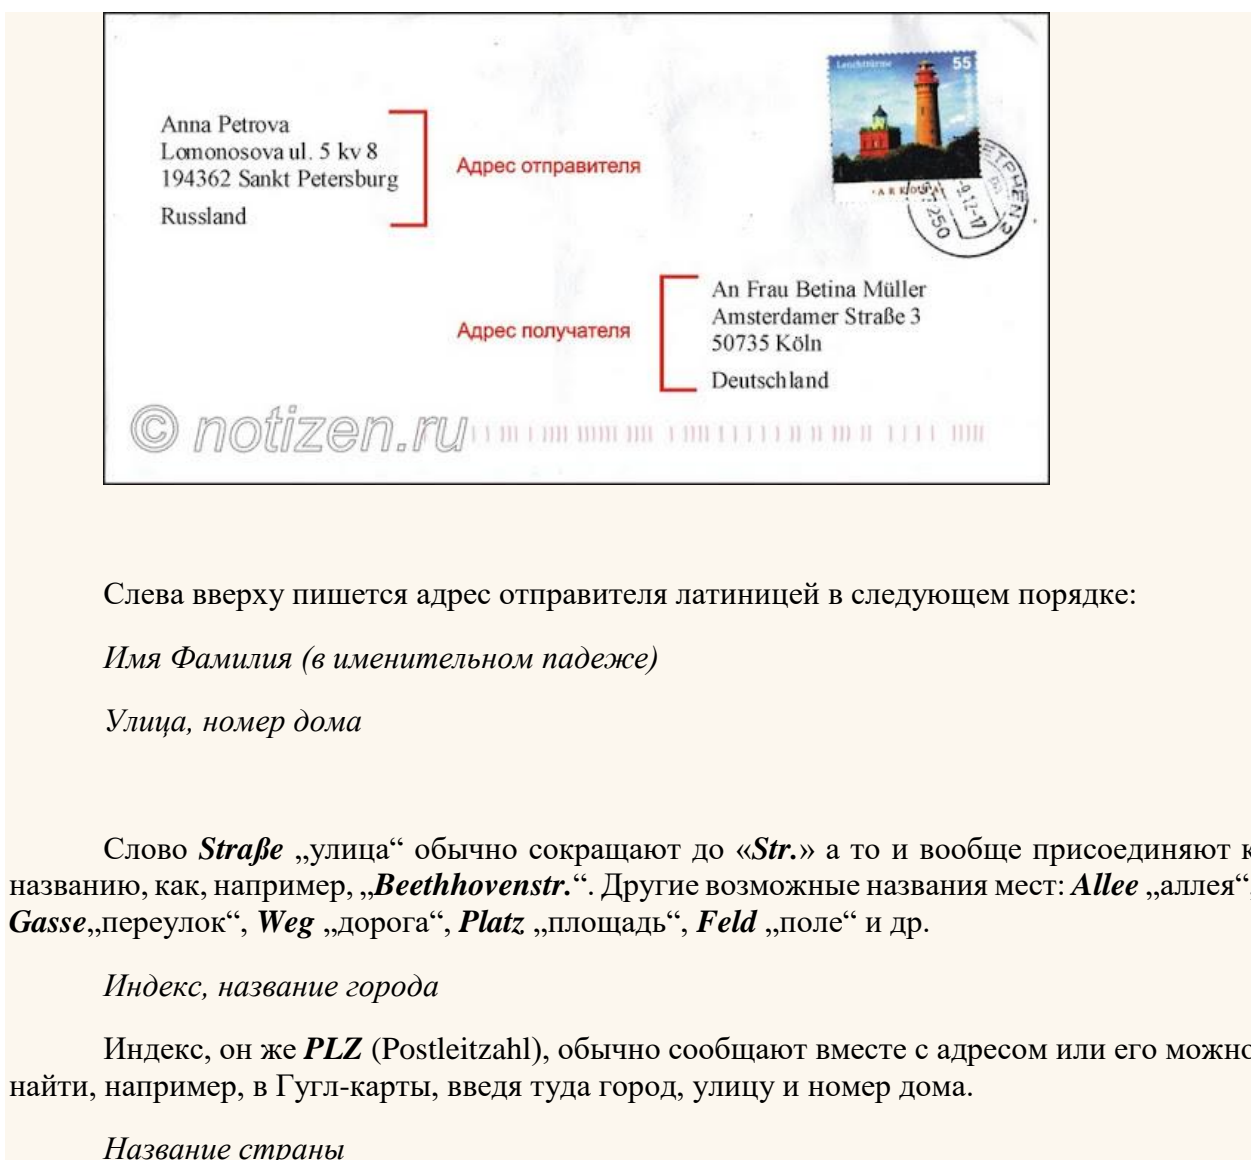 Leuchttürme 55
Anna Petrova
Lomonosova ul. 5 kv 8
194362 Sankt Petersburg
Russland
Адрес отправителя
·ARKONA·
An Frau Betina Müller
Amsterdamer Straße 3
50735 Köln
Deutschland
Адрес получателя
© notizen.ru
Слева вверху пишется адрес отправителя латиницей в следующем порядке:
Имя Фамилия (в именительном падеже)
Улица, номер дома
Слово Straße „улица“ обычно сокращают до «Str.» а то и вообще присоединяют к
названию, как, например, „Beethhovenstr.“. Другие возможные названия мест: Allee „аллея“,
Gasse„переулок“, Weg „дорога“, Platz „площадь“, Feld „поле“ и др.
Индекс, название города
Индекс, он же PLZ (Postleitzahl), обычно сообщают вместе с адресом или его можно
найти, например, в Гугл-карты, введя туда город, улицу и номер дома.
Название страны